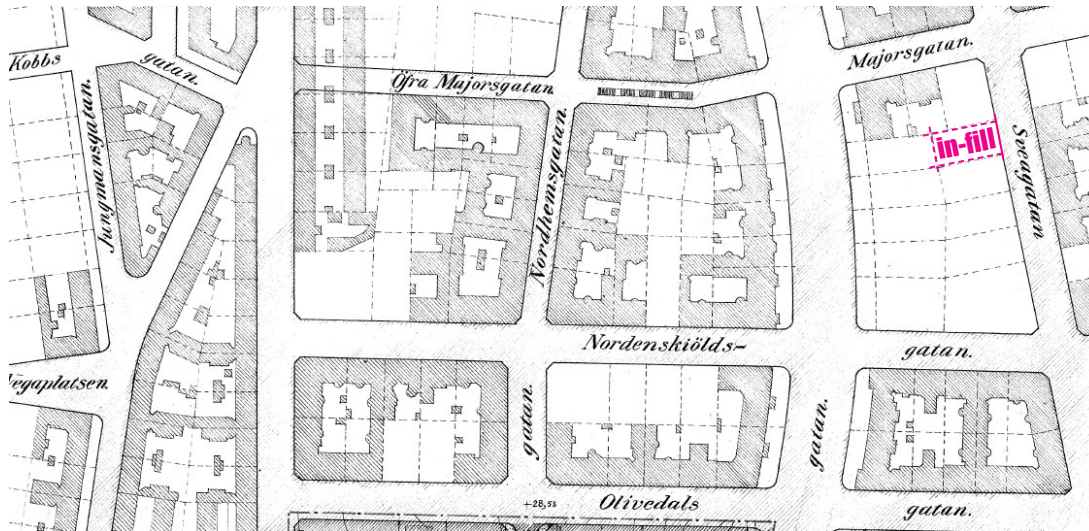 Kobbs
gatan.
Öfra Majorsgatan
Majorsgatan.
Jungmansgatan.
Nordhemsgatan.
in-fill
Sveagatan
Nordenskiölds-
gatan.
Vegaplatsen.
gatan.
gatan.
+28,53
Olivedals
gatan.